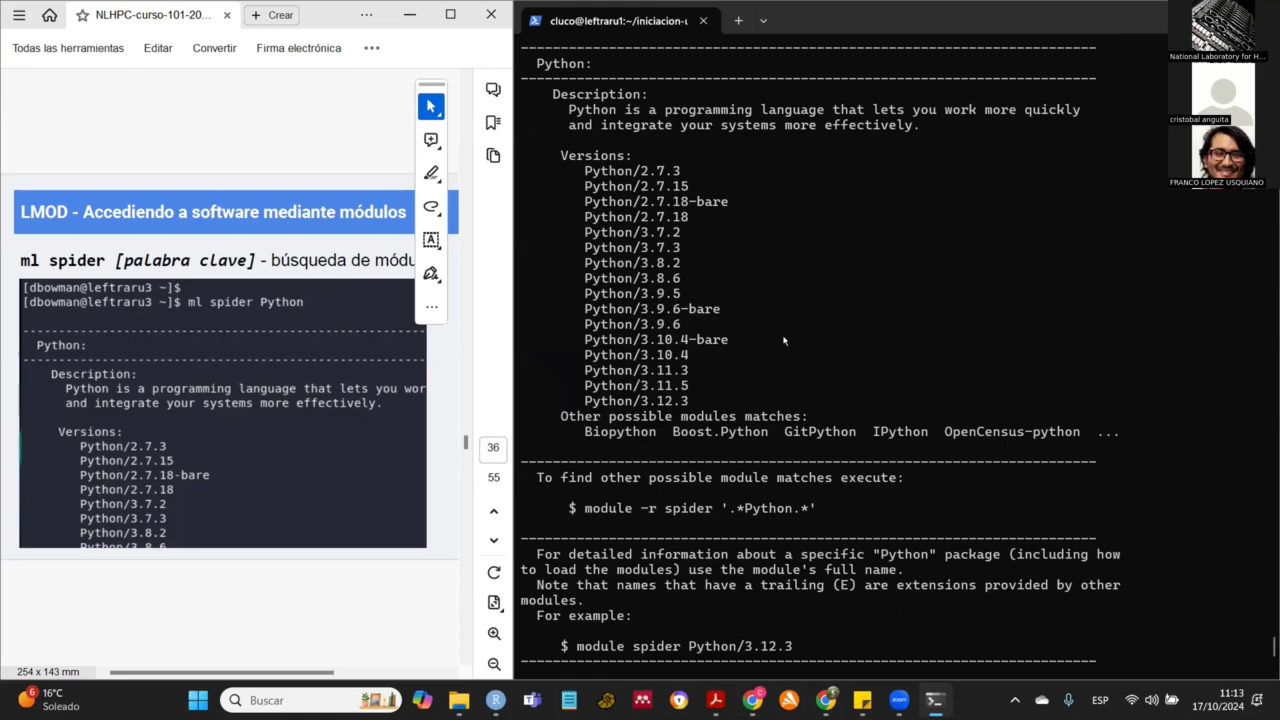 NLHPC-curso-101-20...
Crear
Todas las herramientas
Editar
Convertir
Firma electrónica
LMOD - Accediendo a software mediante módulos
ml spider [palabra clave] - búsqueda de módu
[dbowman@leftraru3 ~]$
[dbowman@leftraru3 ~]$ ml spider Python
--------------------------------------------------------
Python:
--------------------------------------------------------
Description:
Python is a programming language that lets you wor
and integrate your systems more effectively.
Versions:
Python/2.7.3
Python/2.7.15
Python/2.7.18-bare
Python/2.7.18
Python/3.7.2
Python/3.7.3
Python/3.8.2
Python/3.8.6
254 x 143 mm
36
55
cluco@leftraru1:~/iniciacion-u
------------------------------------------------------------------------
Python:
------------------------------------------------------------------------
Description:
Python is a programming language that lets you work more quickly
and integrate your systems more effectively.
Versions:
Python/2.7.3
Python/2.7.15
Python/2.7.18-bare
Python/2.7.18
Python/3.7.2
Python/3.7.3
Python/3.8.2
Python/3.8.6
Python/3.9.5
Python/3.9.6-bare
Python/3.9.6
Python/3.10.4-bare
Python/3.10.4
Python/3.11.3
Python/3.11.5
Python/3.12.3
Other possible modules matches:
Biopython Boost.Python GitPython IPython OpenCensus-python ...
------------------------------------------------------------------------
To find other possible module matches execute:
$ module -r spider '.*Python.*'
------------------------------------------------------------------------
For detailed information about a specific "Python" package (including how
to load the modules) use the module's full name.
Note that names that have a trailing (E) are extensions provided by other
modules.
For example:
$ module spider Python/3.12.3
------------------------------------------------------------------------
National Laboratory for H...
cristobal anguita
FRANCO LOPEZ USQUIANO
6
16°C
Soleado
Buscar
ESP
11:13
17/10/2024